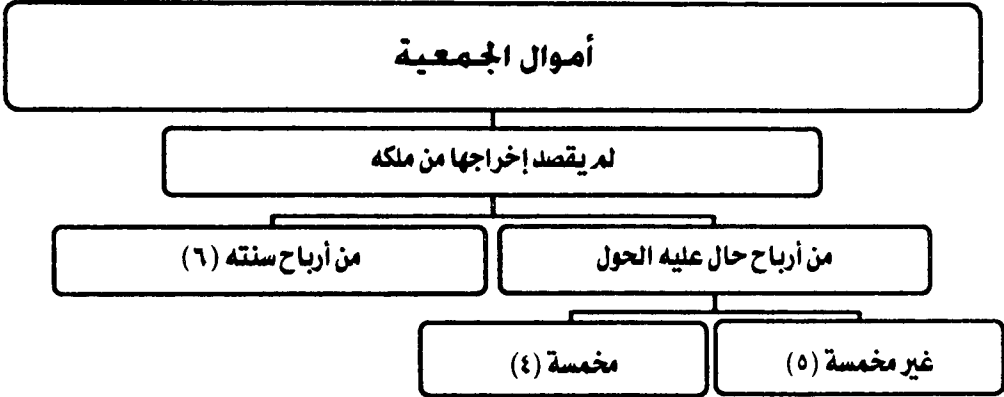 أموال الجمعية
لم يقصد إخراجها من ملكه
من أرباح حال عليه الحول
من أرباح سنته (٦)
غير مخمسة (٥)
مخمسة (٤)